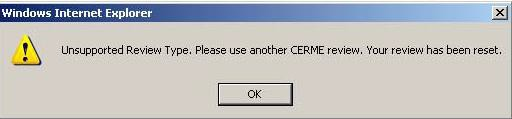 Windows Internet Explorer
Unsupported Review Type. Please use another CERME review. Your review has been reset.
OK